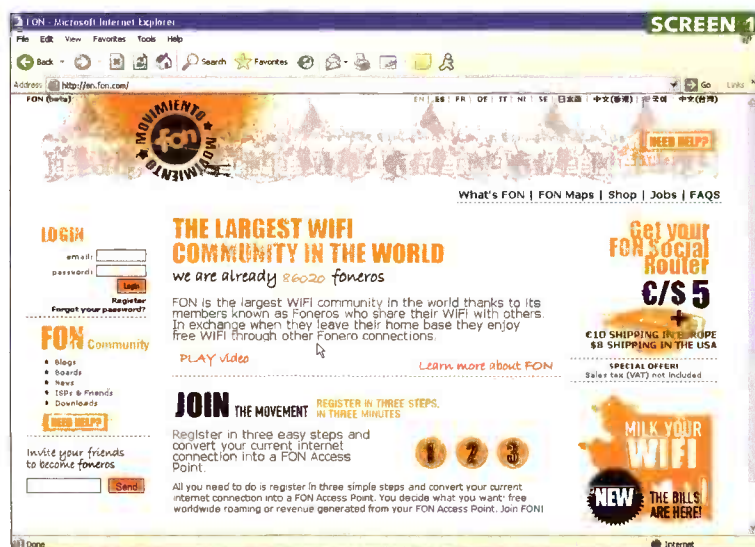 FON - Microsoft Internet Explorer
SCREEN 1
File Edit View Favorites Tools Help
Back Search Favorites
Address http://en.fon.com/ Go Links
FON (beta)
EN | ES | FR | DE | IT | NL | SE | 日本語 | 中文(香港) | 한국어 中文(台灣)
MOVIMIENTO
fon
MOVIMIENTO
NEED HELP?
What's FON | FON Maps | Shop | Jobs | FAQS
LOGIN
email:
password:
Login
Register
Forgot your password?
FON Community
Blogs
Boards
News
ISPs & Friends
Downloads
NEED HELP?
Invite your friends
to become foneros
Send
THE LARGEST WIFI
COMMUNITY IN THE WORLD
we are already 86020 foneros
FON is the largest WIFI community in the world thanks to its
members known as Foneros who share their WIFI with others.
In exchange when they leave their home base they enjoy
free WIFI through other Fonero connections.
PLAY video
Learn more about FON
JOIN THE MOVEMENT REGISTER IN THREE STEPS,
IN THREE MINUTES
Register in three easy steps and
convert your current internet
connection into a FON Access
Point.
1 2 3
All you need to do is register in three simple steps and convert your current
internet connection into a FON Access Point. You decide what you want: free
worldwide roaming or revenue generated from your FON Access Point. Join FON!
Get your
FON Social
Router
€/$ 5
+
€10 SHIPPING IN EUROPE
$8 SHIPPING IN THE USA
SPECIAL OFFER!
Sales tax (VAT) not included
MILK YOUR
WIFI
NEW
THE BILLS
ARE HERE!
Done
Internet